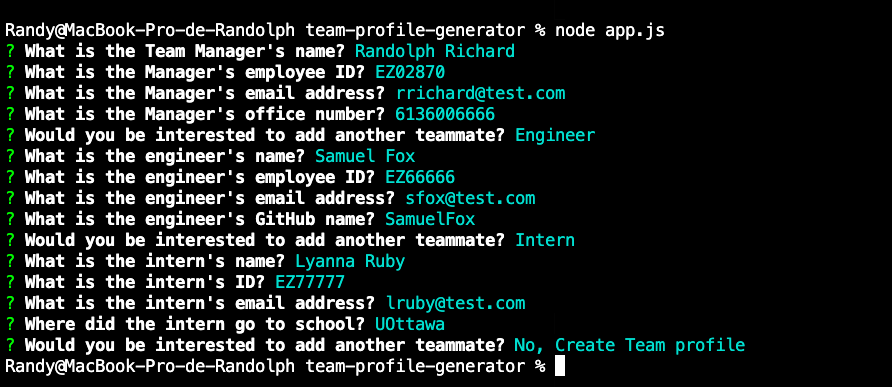 Randy@MacBook-Pro-de-Randolph team-profile-generator % node app.js
? What is the Team Manager's name? Randolph Richard
? What is the Manager's employee ID? EZ02870
? What is the Manager's email address? rrichard@test.com
? What is the Manager's office number? 6136006666
? Would you be interested to add another teammate? Engineer
? What is the engineer's name? Samuel Fox
? What is the engineer's employee ID? EZ66666
? What is the engineer's email address? sfox@test.com
? What is the engineer's GitHub name? SamuelFox
? Would you be interested to add another teammate? Intern
? What is the intern's name? Lyanna Ruby
? What is the intern's ID? EZ77777
? What is the intern's email address? lruby@test.com
? Where did the intern go to school? UOttawa
? Would you be interested to add another teammate? No, Create Team profile
Randy@MacBook-Pro-de-Randolph team-profile-generator %